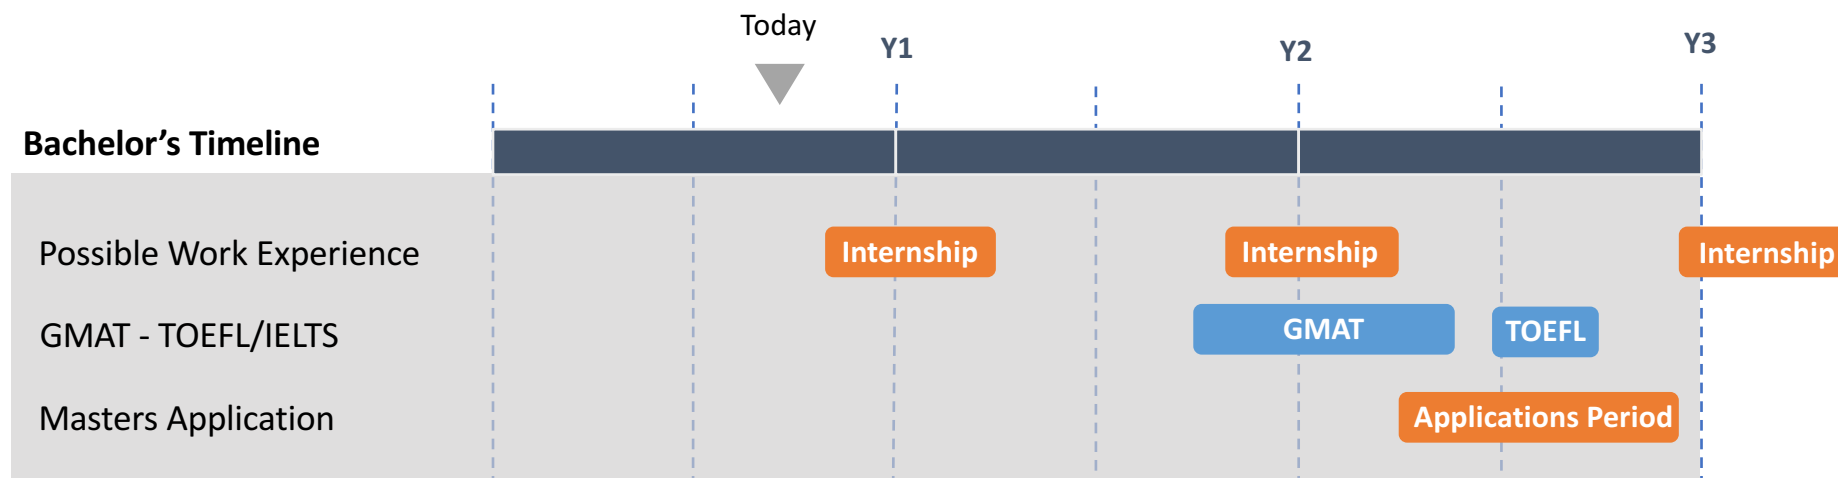 Today
Y1
Y2
Y3
Bachelor’s Timeline
Possible Work Experience
Internship
Internship
Internship
GMAT - TOEFL/IELTS
GMAT
TOEFL
Masters Application
Applications Period